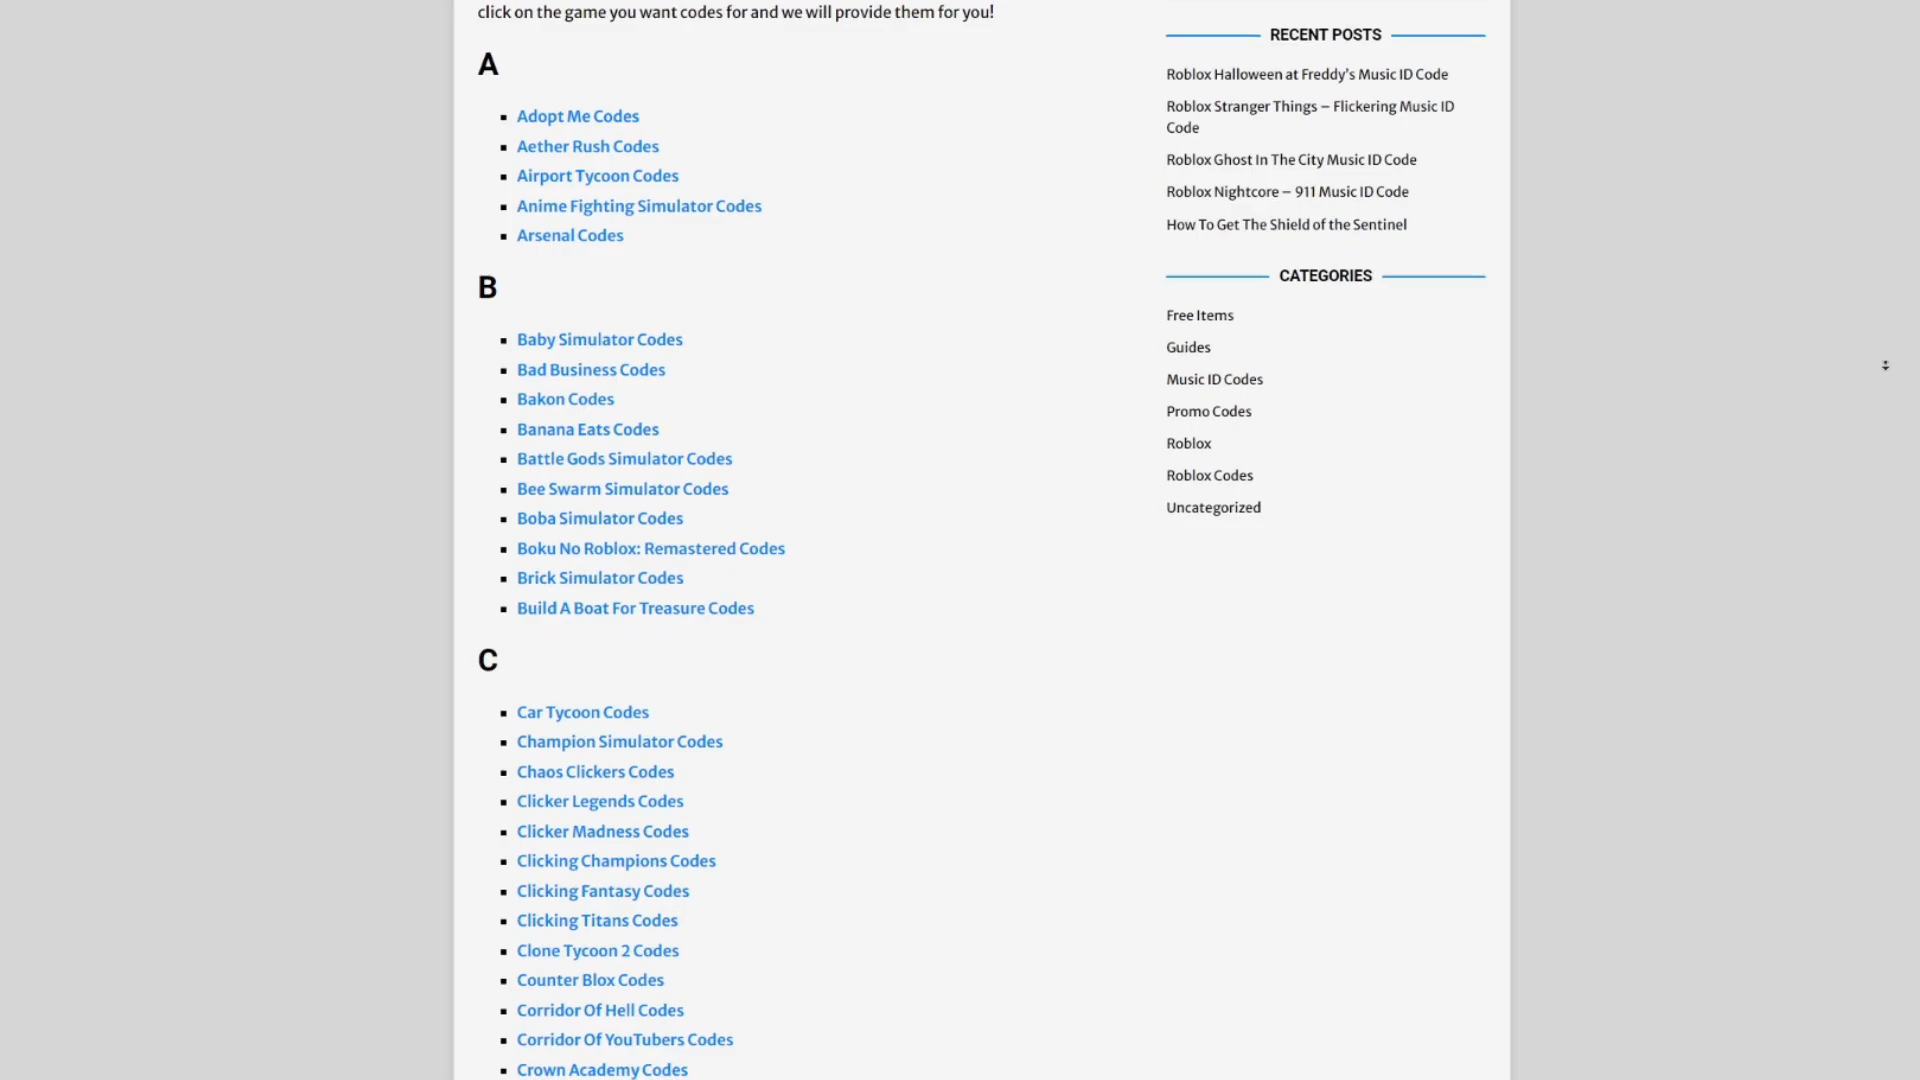 click on the game you want codes for and we will provide them for you!
A
Adopt Me Codes
Aether Rush Codes
Airport Tycoon Codes
Anime Fighting Simulator Codes
Arsenal Codes
B
Baby Simulator Codes
Bad Business Codes
Bakon Codes
Banana Eats Codes
Battle Gods Simulator Codes
Bee Swarm Simulator Codes
Boba Simulator Codes
Boku No Roblox: Remastered Codes
Brick Simulator Codes
Build A Boat For Treasure Codes
C
Car Tycoon Codes
Champion Simulator Codes
Chaos Clickers Codes
Clicker Legends Codes
Clicker Madness Codes
Clicking Champions Codes
Clicking Fantasy Codes
Clicking Titans Codes
Clone Tycoon 2 Codes
Counter Blox Codes
Corridor Of Hell Codes
Corridor Of YouTubers Codes
Crown Academy Codes
RECENT POSTS
Roblox Halloween at Freddy’s Music ID Code
Roblox Stranger Things – Flickering Music ID
Code
Roblox Ghost In The City Music ID Code
Roblox Nightcore – 911 Music ID Code
How To Get The Shield of the Sentinel
CATEGORIES
Free Items
Guides
Music ID Codes
Promo Codes
Roblox
Roblox Codes
Uncategorized